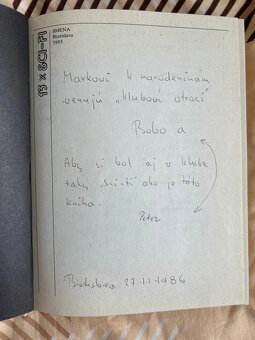 13 x SCI-FI
SMENA
Bratislava
1985
Markovi k narodeninám
venujú „kluboví otroci"
Bobo a
Aby si bol aj v klube
taký „sci-fi" ako je táto
kniha.
Peter
Bratislava 27.11.1986